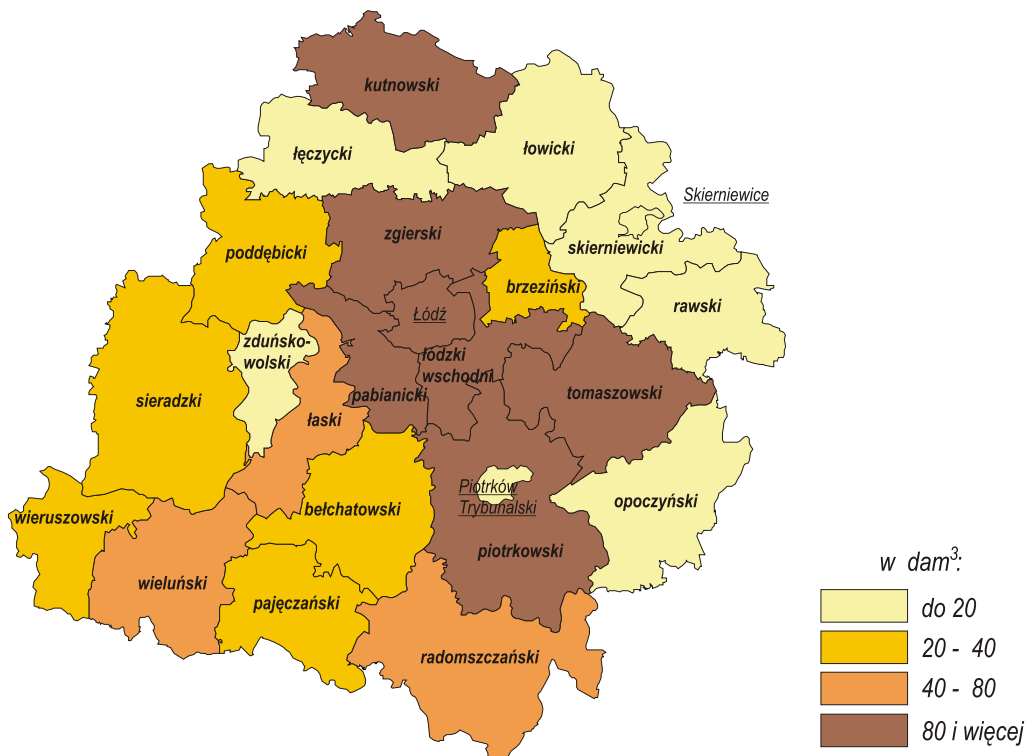 kutnowski
łęczycki
łowicki
Skierniewice
zgierski
skierniewicki
poddębicki
brzeziński
rawski
Łódź
zduńsko-
wolski
łódzki
wschodni
sieradzki
pabianicki
tomaszowski
łaski
Piotrków
Trybunalski
opoczyński
bełchatowski
wieruszowski
piotrkowski
wieluński
pajęczański
radomszczański
w dam³:
do 20
20 - 40
40 - 80
80 i więcej